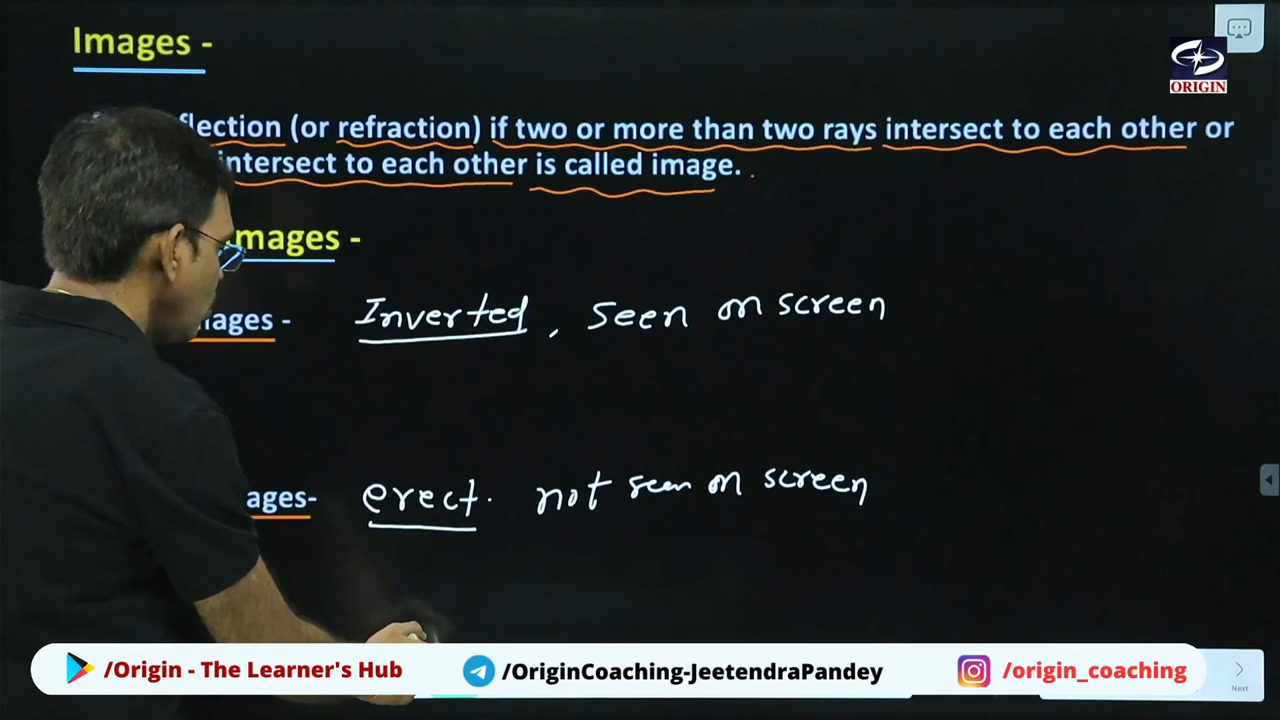 Images -
ORIGIN
flection (or refraction) if two or more than two rays intersect to each other or
intersect to each other is called image.
mages -
ages - Inverted, seen on screen
ages- erect. not seen on screen
/Origin - The Learner's Hub
/OriginCoaching-JeetendraPandey
/origin_coaching
Next